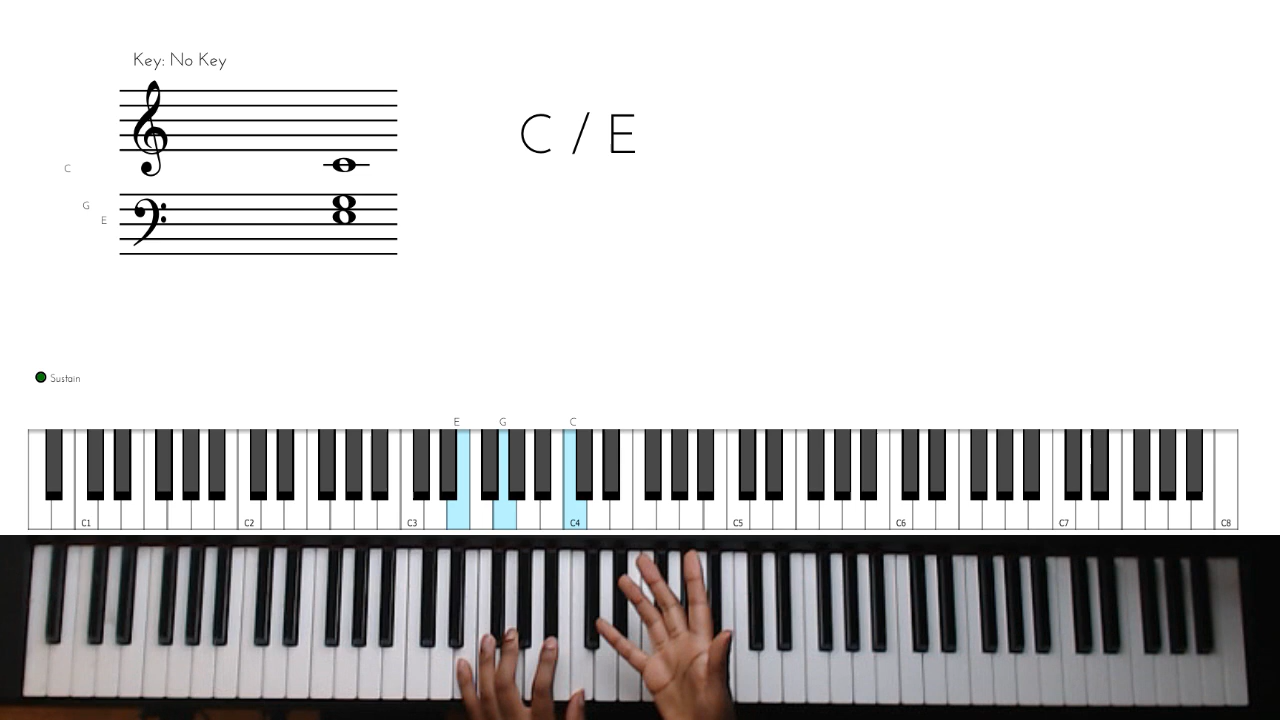 Key: No Key
C / E
C
G
E
Sustain
E G C
C1 C2 C3 C4 C5 C6 C7 C8